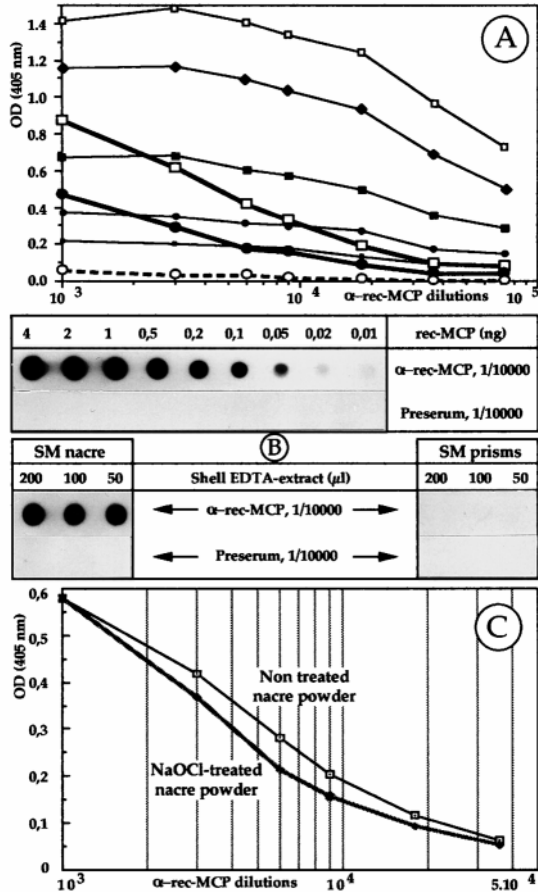 A
OD (405 nm)
1.4
1.2
1.0
0.8
0.6
0.4
0.2
0.0
10 3
10 4
10 5
α-rec-MCP dilutions
4 2 1 0,5 0,2 0,1 0,05 0,02 0,01 rec-MCP (ng)
α-rec-MCP, 1/10000
Preserum, 1/10000
B
SM nacre
SM prisms
200 100 50 Shell EDTA-extract (µl) 200 100 50
α-rec-MCP, 1/10000
Preserum, 1/10000
C
OD (405 nm)
0,6
0,5
0,4
0,3
0,2
0,1
0
Non treated
nacre powder
NaOCl-treated
nacre powder
10 3
α-rec-MCP dilutions
10 4
5.10 4